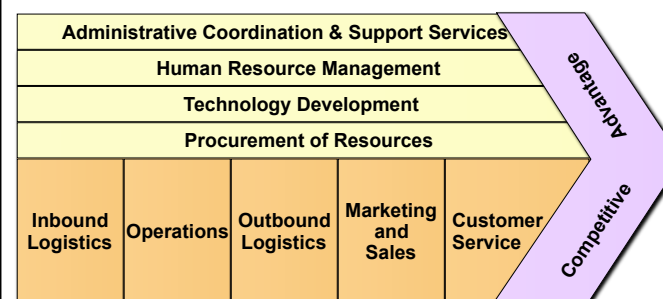 Administrative Coordination & Support Services
Human Resource Management
Technology Development
Procurement of Resources
Inbound
Logistics
Operations
Outbound
Logistics
Marketing
and
Sales
Customer
Service
Competitive
Advantage